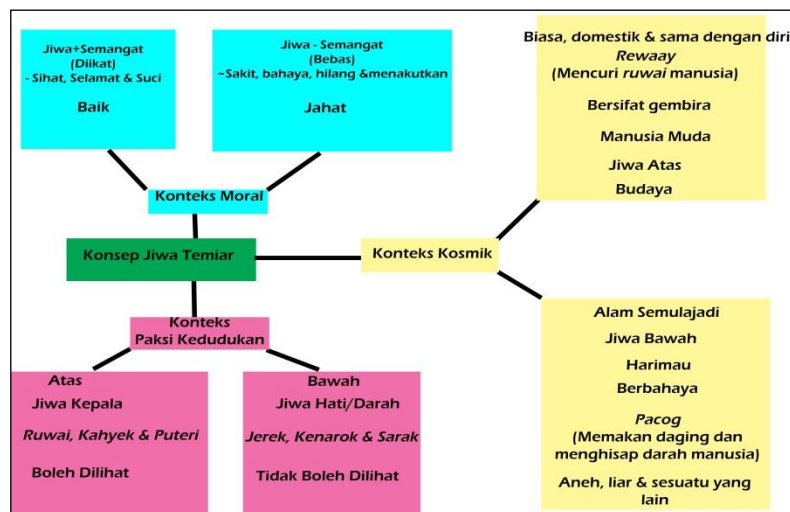 Jiwa+Semangat
(Diikat)
- Sihat, Selamat & Suci
Baik
Jiwa - Semangat
(Bebas)
~Sakit, bahaya, hilang &menakutkan
Jahat
Konteks Moral
Konsep Jiwa Temiar
Konteks
Paksi Kedudukan
Atas
Jiwa Kepala
Ruwai, Kahyek & Puteri
Boleh Dilihat
Bawah
Jiwa Hati/Darah
Jerek, Kenarok & Sarak
Tidak Boleh Dilihat
Konteks Kosmik
Biasa, domestik & sama dengan diri
Rewaay
(Mencuri ruwai manusia)
Bersifat gembira
Manusia Muda
Jiwa Atas
Budaya
Alam Semulajadi
Jiwa Bawah
Harimau
Berbahaya
Pacog
(Memakan daging dan
menghisap darah manusia)
Aneh, liar & sesuatu yang
lain